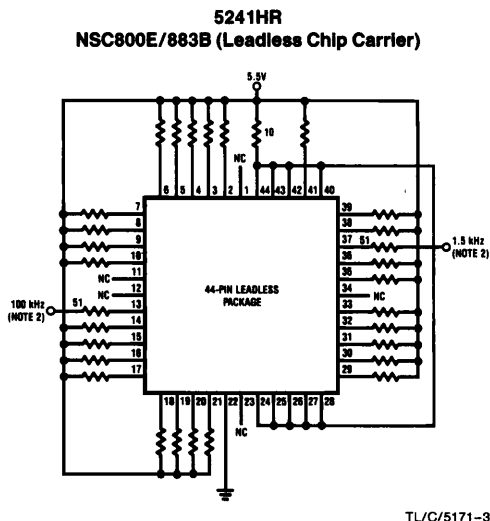 5241HR
NSC800E/883B (Leadless Chip Carrier)
5.5V
10
NC
6 5 4 3 2 1 44 43 42 41 40
7 39
8 38
9 37 51 1.5 kHz
(NOTE 2)
10 36
11 NC 35
12 NC 34 NC
44-PIN LEADLESS
PACKAGE
100 kHz 51 13 33
(NOTE 2)
14 32
15 31
16 30
17 29
18 19 20 21 22 23 24 25 26 27 28
NC
TL/C/5171–3